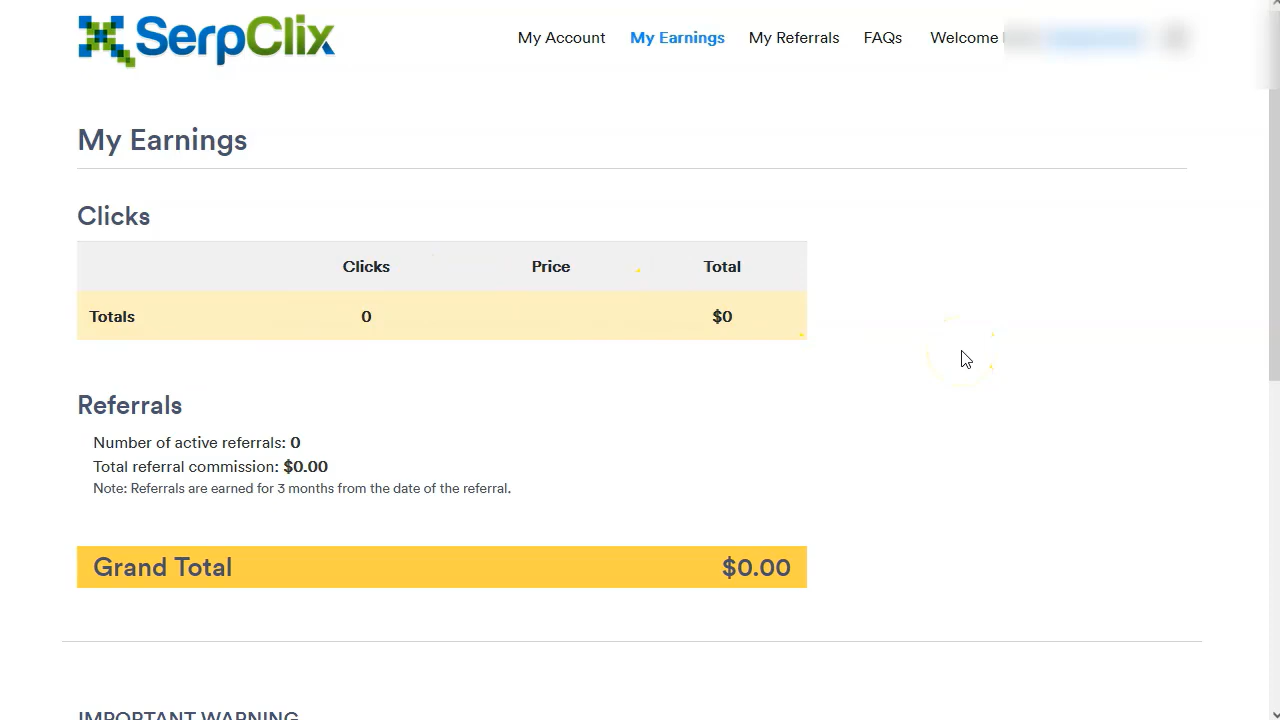 SerpClix
My Account My Earnings My Referrals FAQs Welcome
My Earnings
Clicks
Clicks Price Total
Totals 0 $0
Referrals
Number of active referrals: 0
Total referral commission: $0.00
Note: Referrals are earned for 3 months from the date of the referral.
Grand Total $0.00
IMPORTANT WARNING